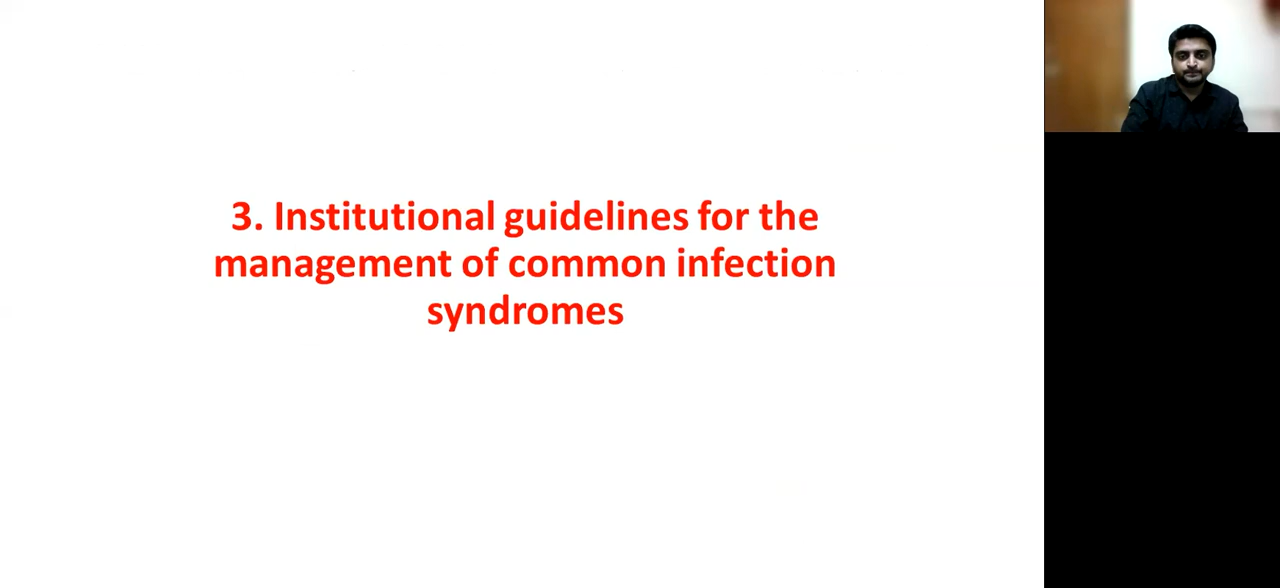 3. Institutional guidelines for the
management of common infection
syndromes